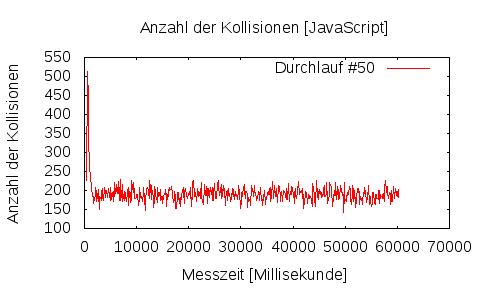 Anzahl der Kollisionen [JavaScript]
Durchlauf #50
Anzahl der Kollisionen
550
500
450
400
350
300
250
200
150
100
0 10000 20000 30000 40000 50000 60000 70000
Messzeit [Millisekunde]